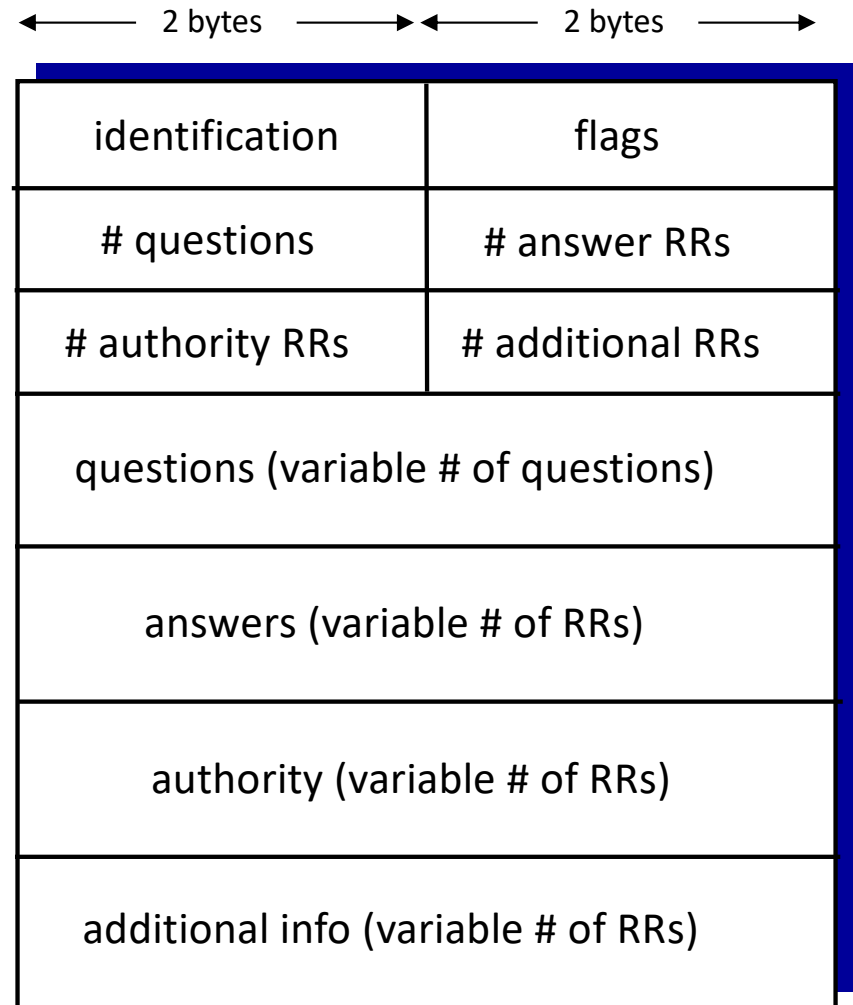 2 bytes 2 bytes
identification flags
# questions # answer RRs
# authority RRs # additional RRs
questions (variable # of questions)
answers (variable # of RRs)
authority (variable # of RRs)
additional info (variable # of RRs)